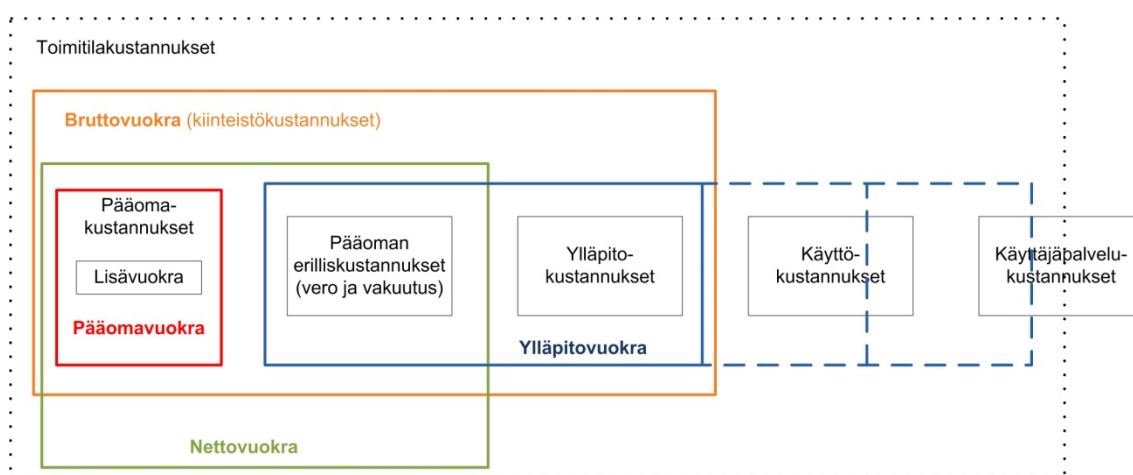 Toimitilakustannukset
Bruttovuokra (kiinteistökustannukset)
Pääoma-
kustannukset
Lisävuokra
Pääomavuokra
Pääoman
erilliskustannukset
(vero ja vakuutus)
Ylläpito-
kustannukset
Ylläpitovuokra
Käyttö-
kustannukset
Käyttäjäpalvelu-
kustannukset
Nettovuokra